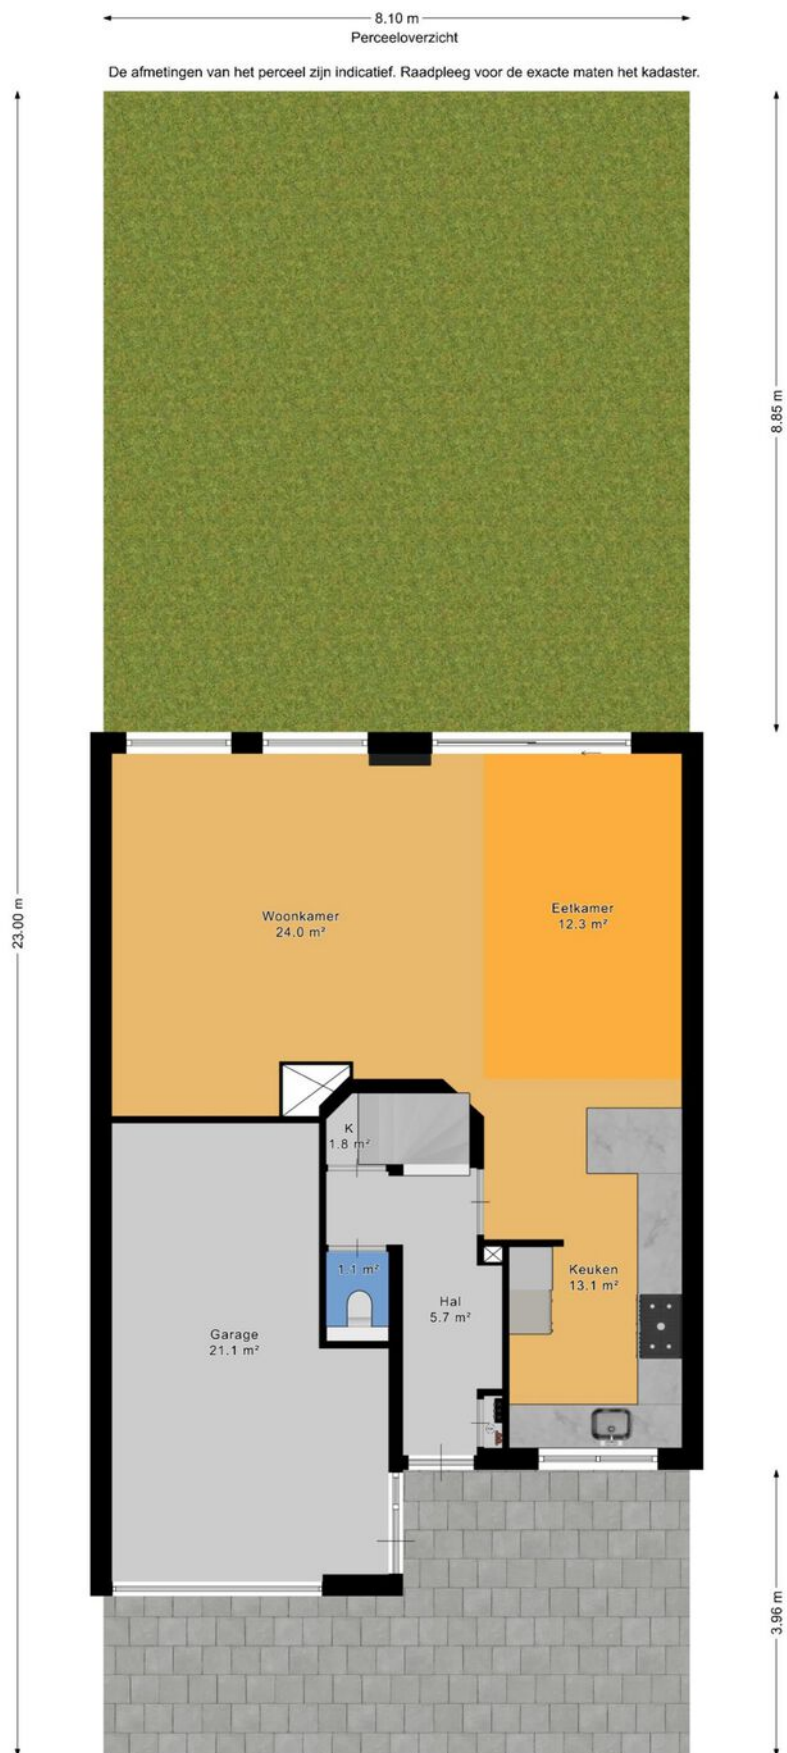 8.10 m
Perceeloverzicht
De afmetingen van het perceel zijn indicatief. Raadpleeg voor de exacte maten het kadaster.
8.85 m
23.00 m
Woonkamer
24.0 m²
Eetkamer
12.3 m²
K
1.8 m²
1.1 m²
Keuken
13.1 m²
Hal
5.7 m²
Garage
21.1 m²
3.96 m